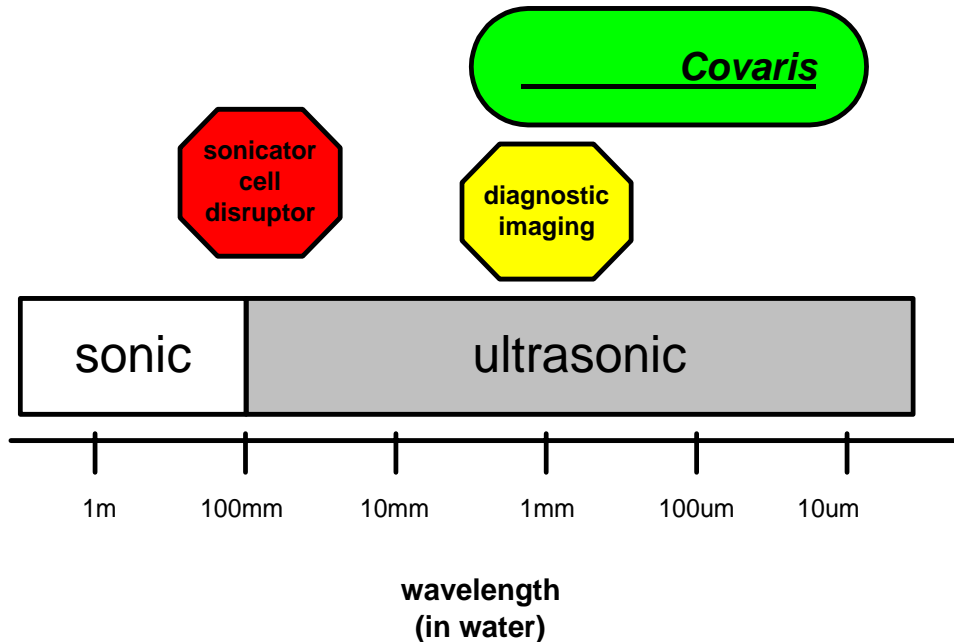 Covaris
sonicator
cell
disruptor
diagnostic
imaging
sonic
ultrasonic
1m
100mm
10mm
1mm
100um
10um
wavelength
(in water)